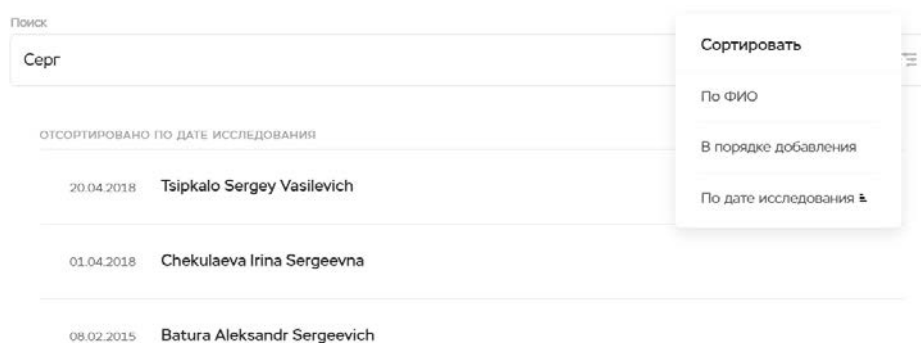 Поиск
Серг
Сортировать
По ФИО
В порядке добавления
По дате исследования
ОТСОРТИРОВАНО ПО ДАТЕ ИССЛЕДОВАНИЯ
20.04.2018 Tsipkalo Sergey Vasilevich
01.04.2018 Chekulaeva Irina Sergeevna
08.02.2015 Batura Aleksandr Sergeevich